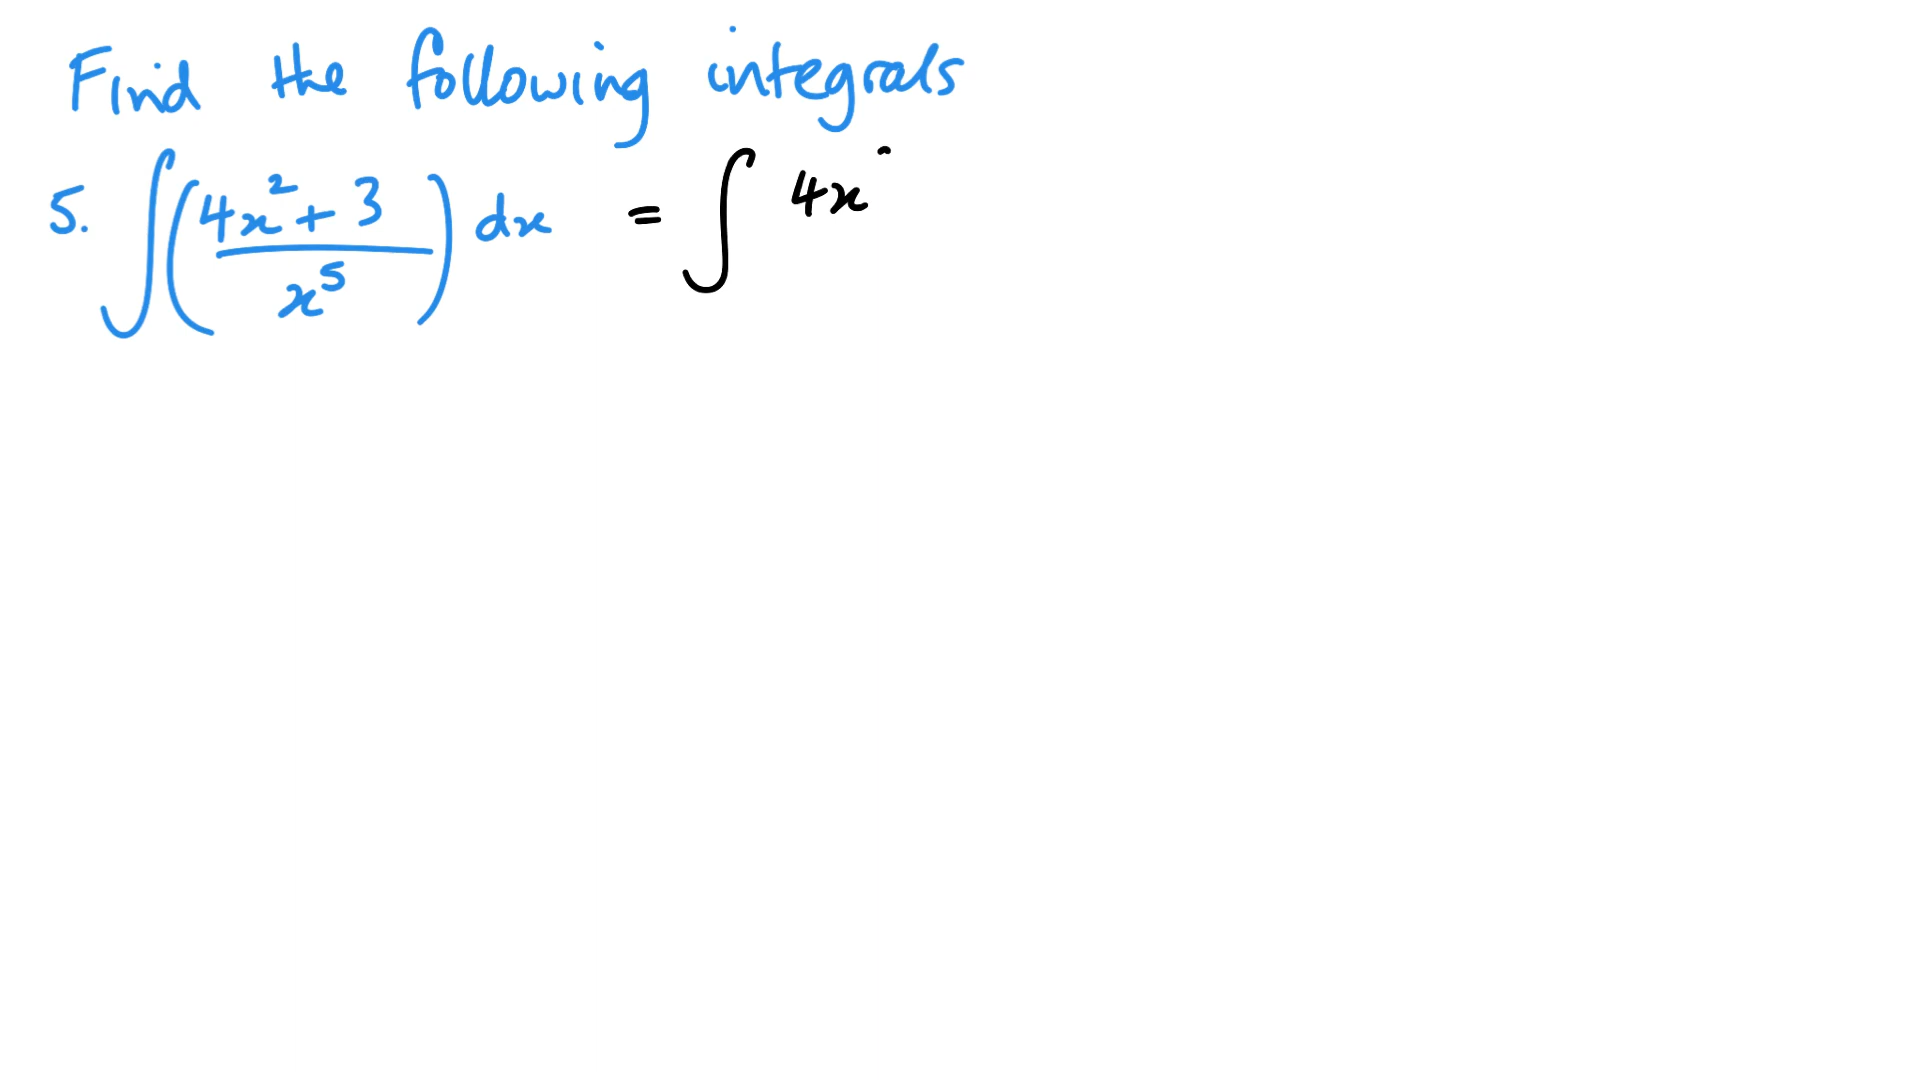 Find the following integrals
5. ∫(4x²+3/x⁵)dx = ∫4x